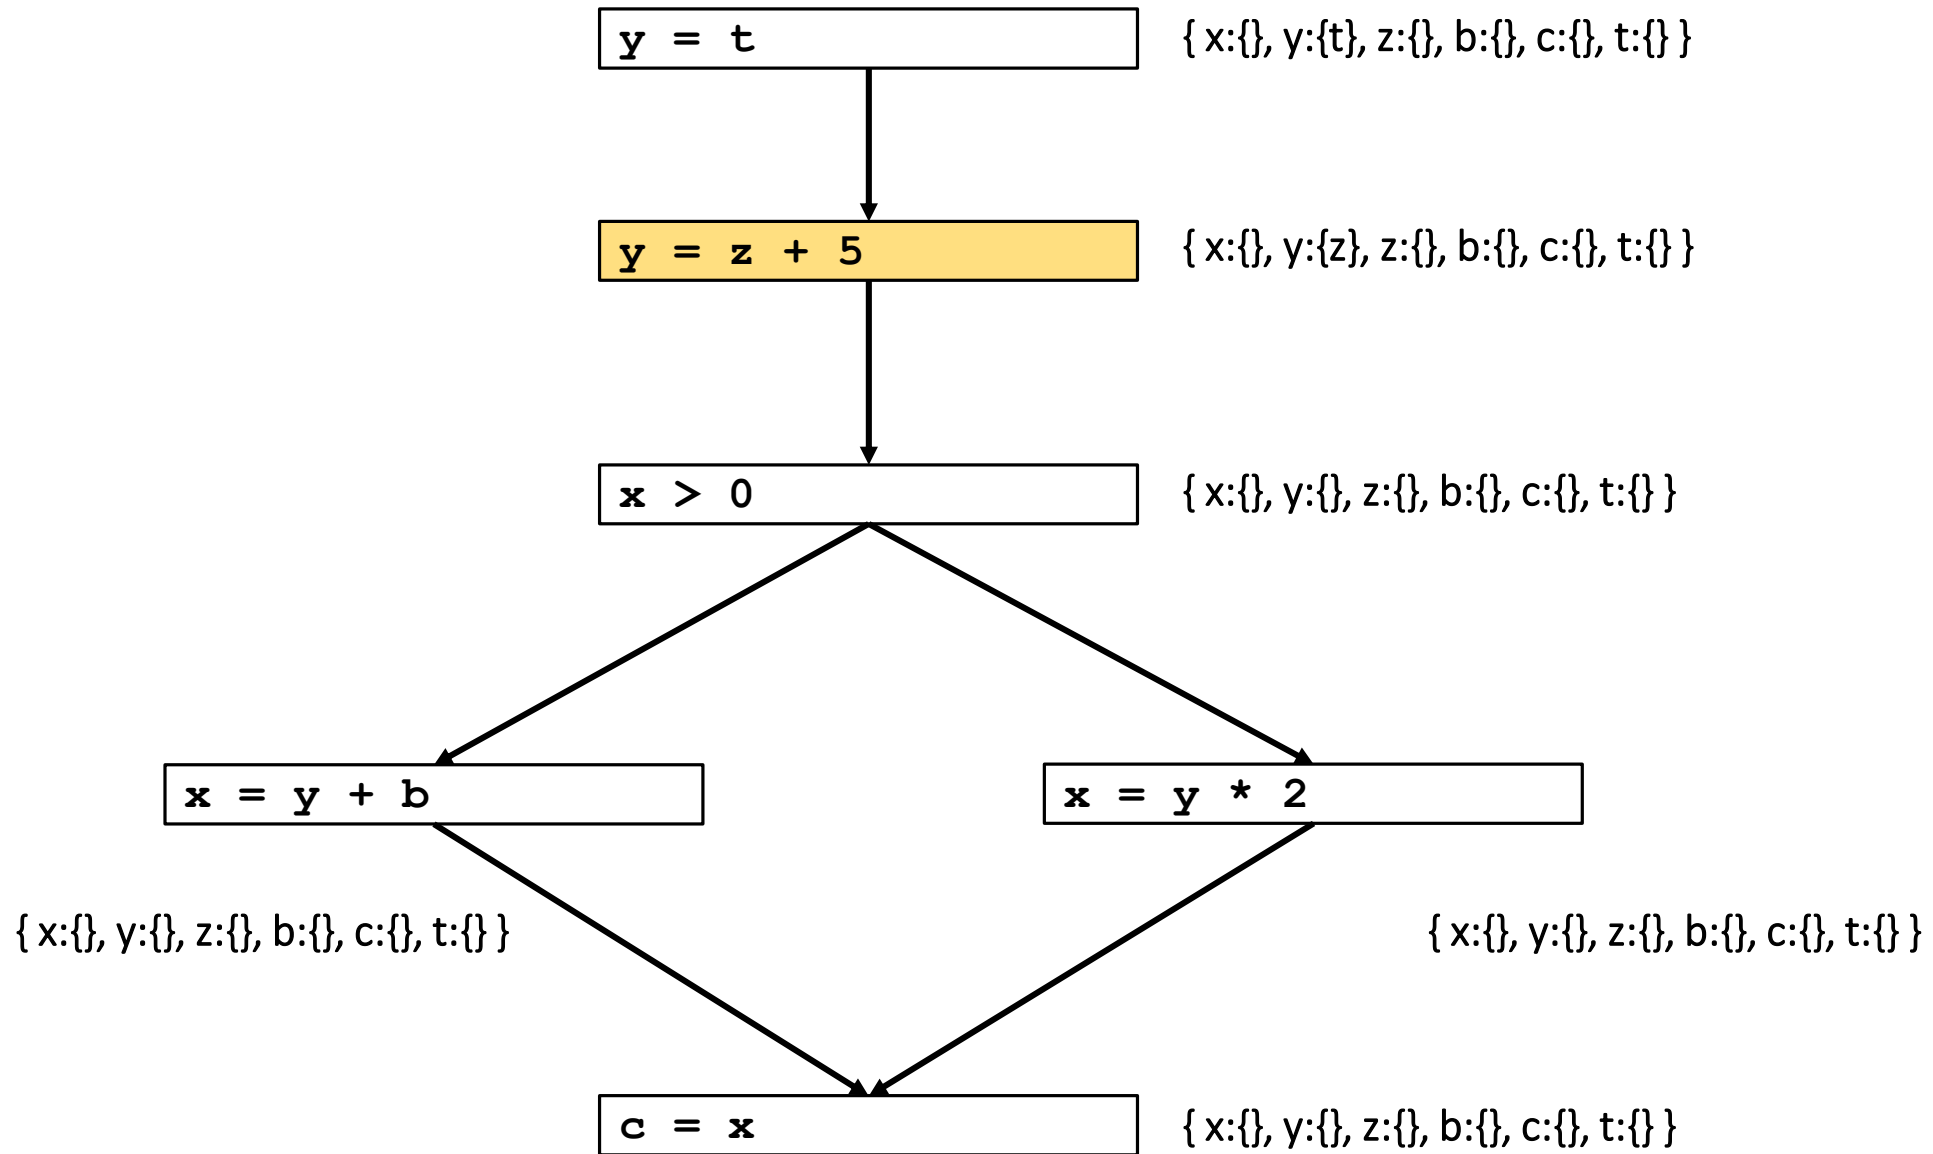 y = t
{ x:{}, y:{t}, z:{}, b:{}, c:{}, t:{} }
y = z + 5
{ x:{}, y:{z}, z:{}, b:{}, c:{}, t:{} }
x > 0
{ x:{}, y:{}, z:{}, b:{}, c:{}, t:{} }
x = y + b
x = y * 2
{ x:{}, y:{}, z:{}, b:{}, c:{}, t:{} }
{ x:{}, y:{}, z:{}, b:{}, c:{}, t:{} }
c = x
{ x:{}, y:{}, z:{}, b:{}, c:{}, t:{} }